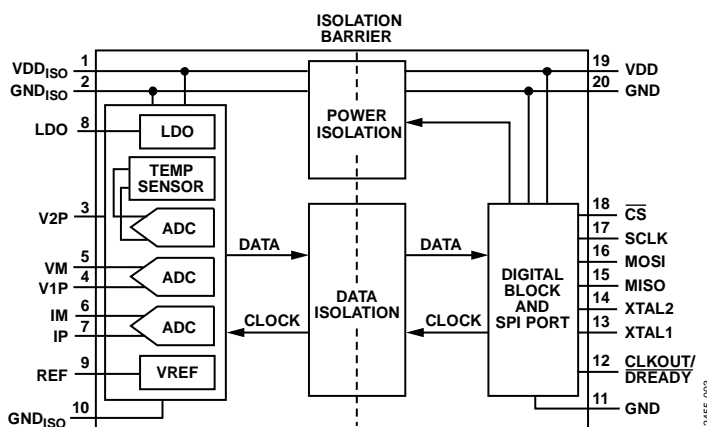 ISOLATION
BARRIER
1
VDDISO
2
GNDISO
8
LDO
LDO
TEMP
SENSOR
3
V2P
ADC
5
VM
4
V1P
ADC
6
IM
7
IP
ADC
9
REF
VREF
10
GNDISO
POWER
ISOLATION
DATA
CLOCK
DATA
ISOLATION
DATA
CLOCK
DIGITAL
BLOCK
AND
SPI PORT
19
VDD
20
GND
18
CS
17
SCLK
16
MOSI
15
MISO
14
XTAL2
13
XTAL1
12
CLKOUT/
DREADY
11
GND